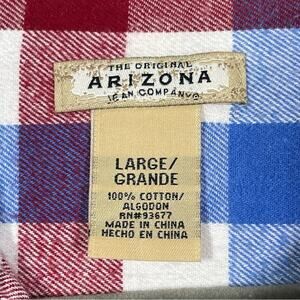 THE ORIGINAL
ARIZONA
JEAN COMPANY®
LARGE/
GRANDE
100% COTTON/
ALGODON
RN#93677
MADE IN CHINA
HECHO EN CHINA